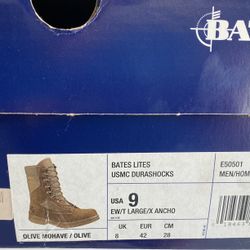 BAT
BATES LITES
USMC DURASHOCKS
E50501
MEN/HOM
USA 9
EW/T LARGE/X ANCHO
OLIVE MOHAVE / OLIVE
UK EUR CM
8 42 28